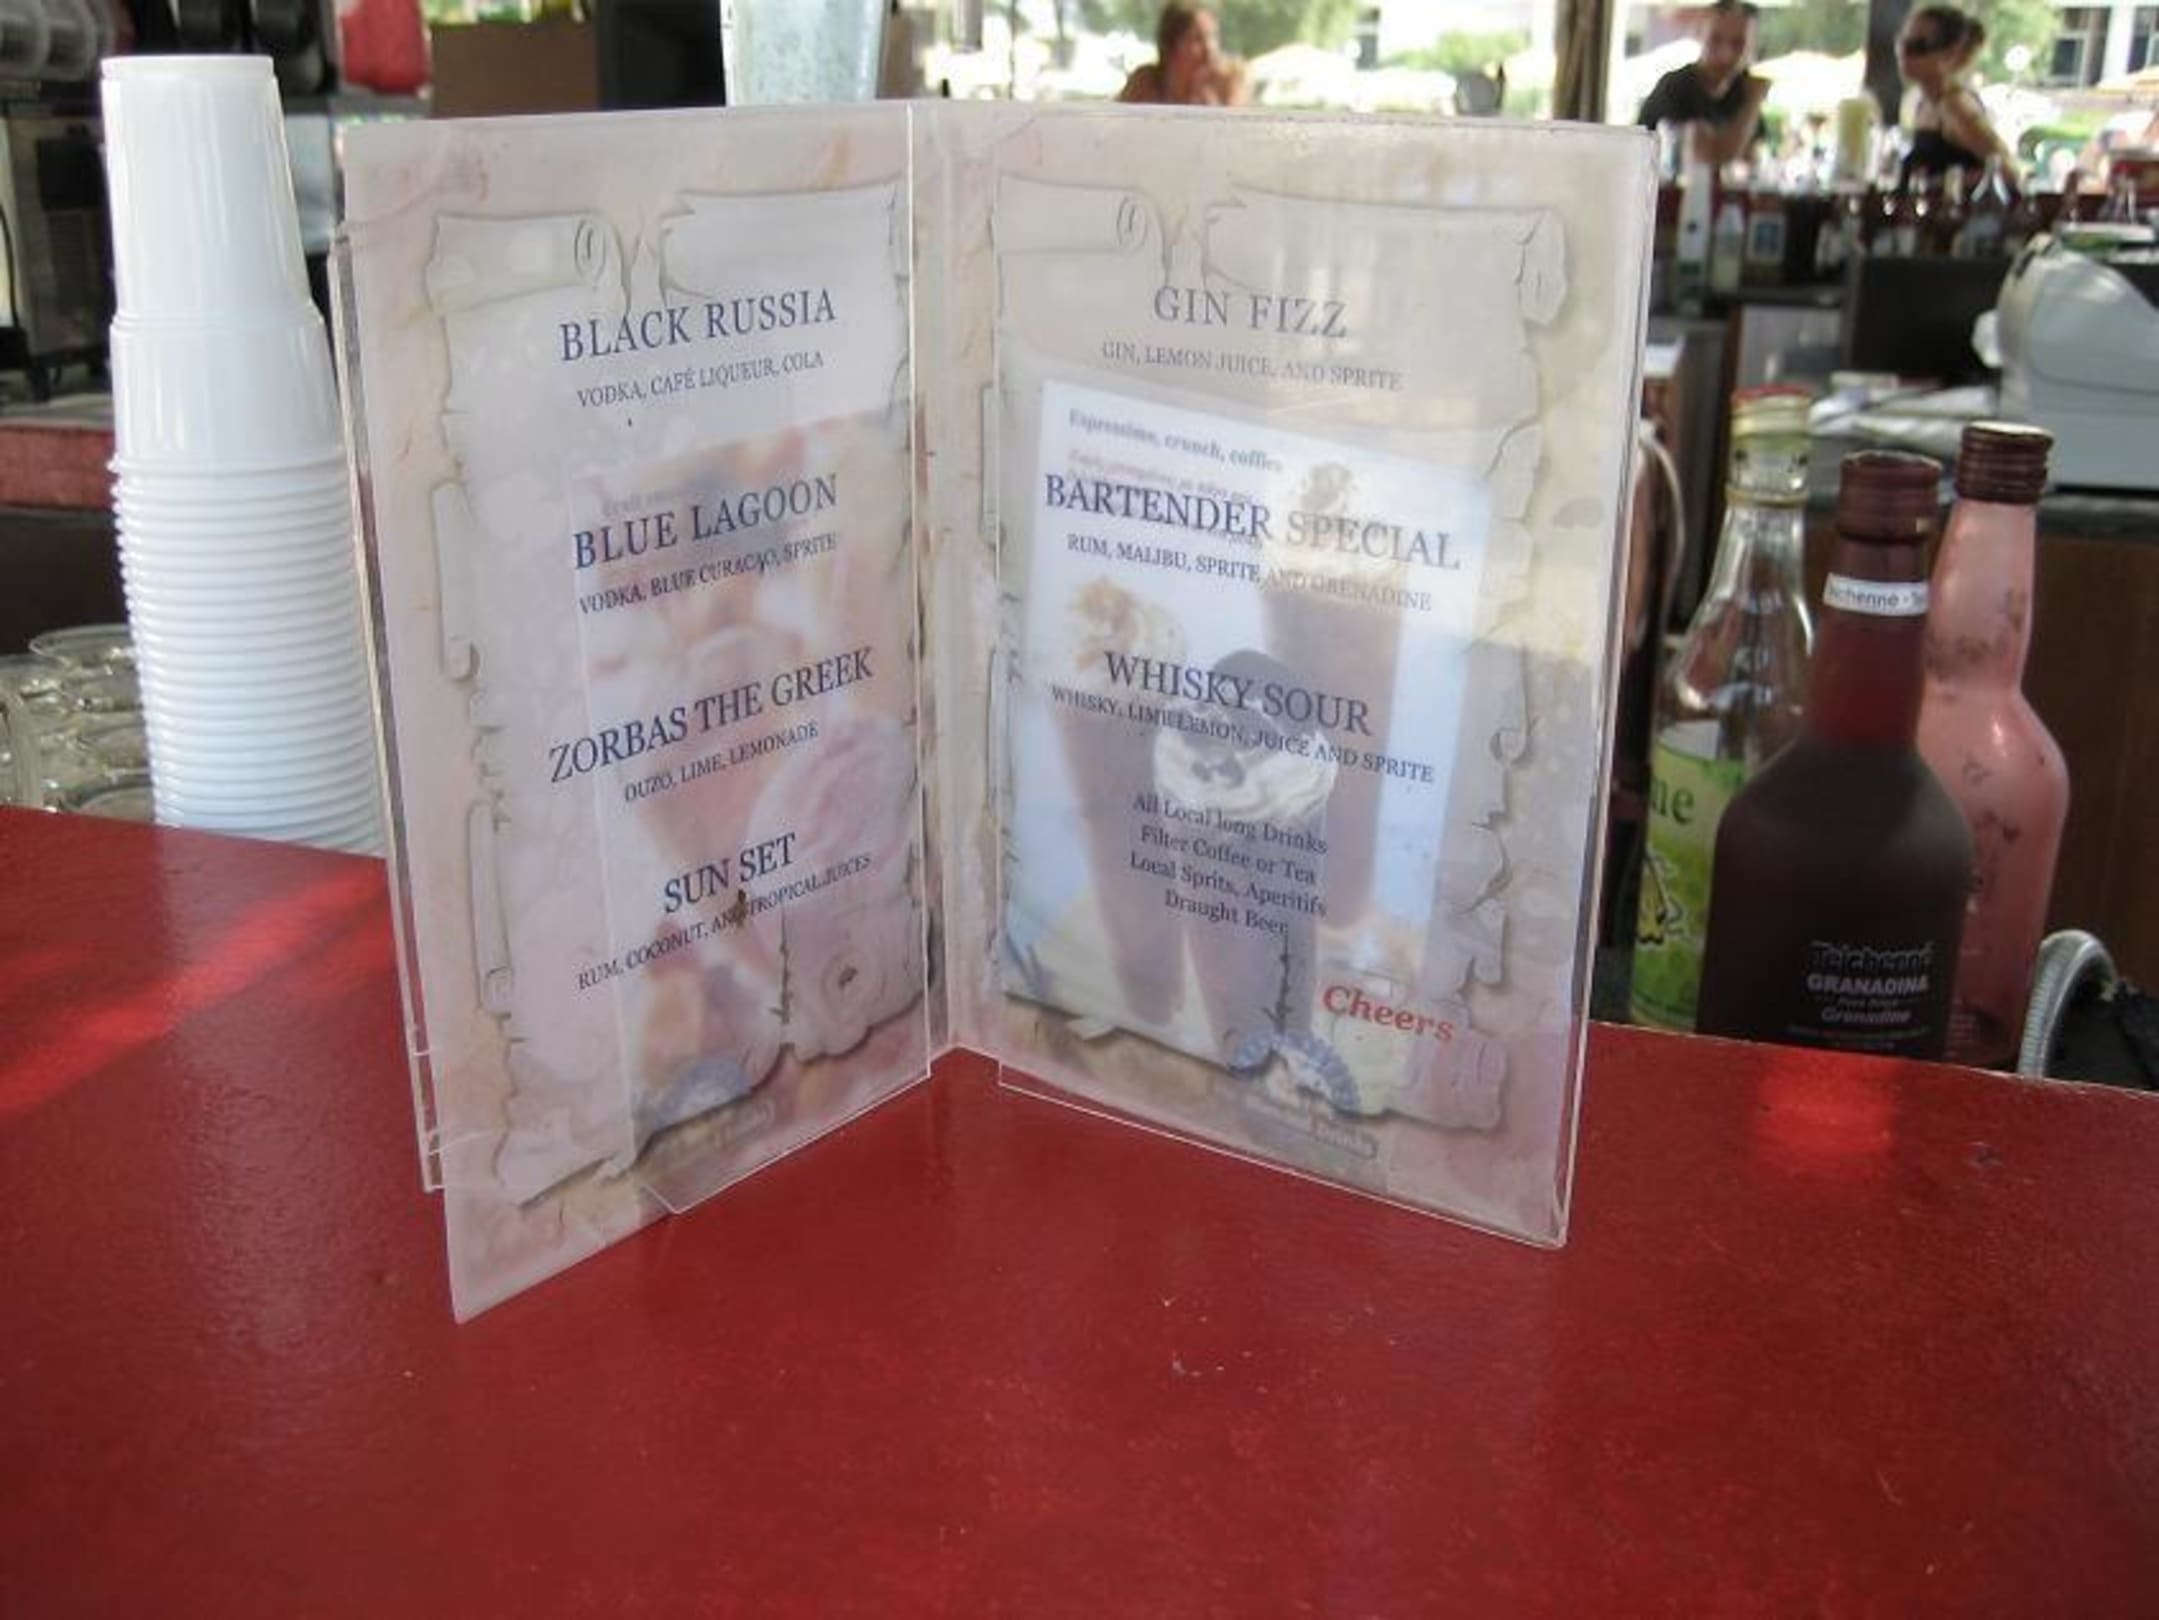 BLACK RUSSIA
VODKA, CAFÉ LIQUEUR, COLA
BLUE LAGOON
VODKA, BLUE CURACAO, SPRITE
ZORBAS THE GREEK
OUZO, LIME, LEMONADE
SUN SET
RUM, COCONUT, AND TROPICAL JUICES
GIN FIZZ
GIN, LEMON JUICE, AND SPRITE
Espressino, crunch, coffies
BARTENDER SPECIAL
RUM, MALIBU, SPRITE AND GRENADINE
WHISKY SOUR
WHISKY, LIME LEMON, JUICE AND SPRITE
All Local long Drinks
Filter Coffee or Tea
Local Sprits, Aperitifs
Draught Beer
Cheers
me
Teichenné
GRANADINA
Grenadine